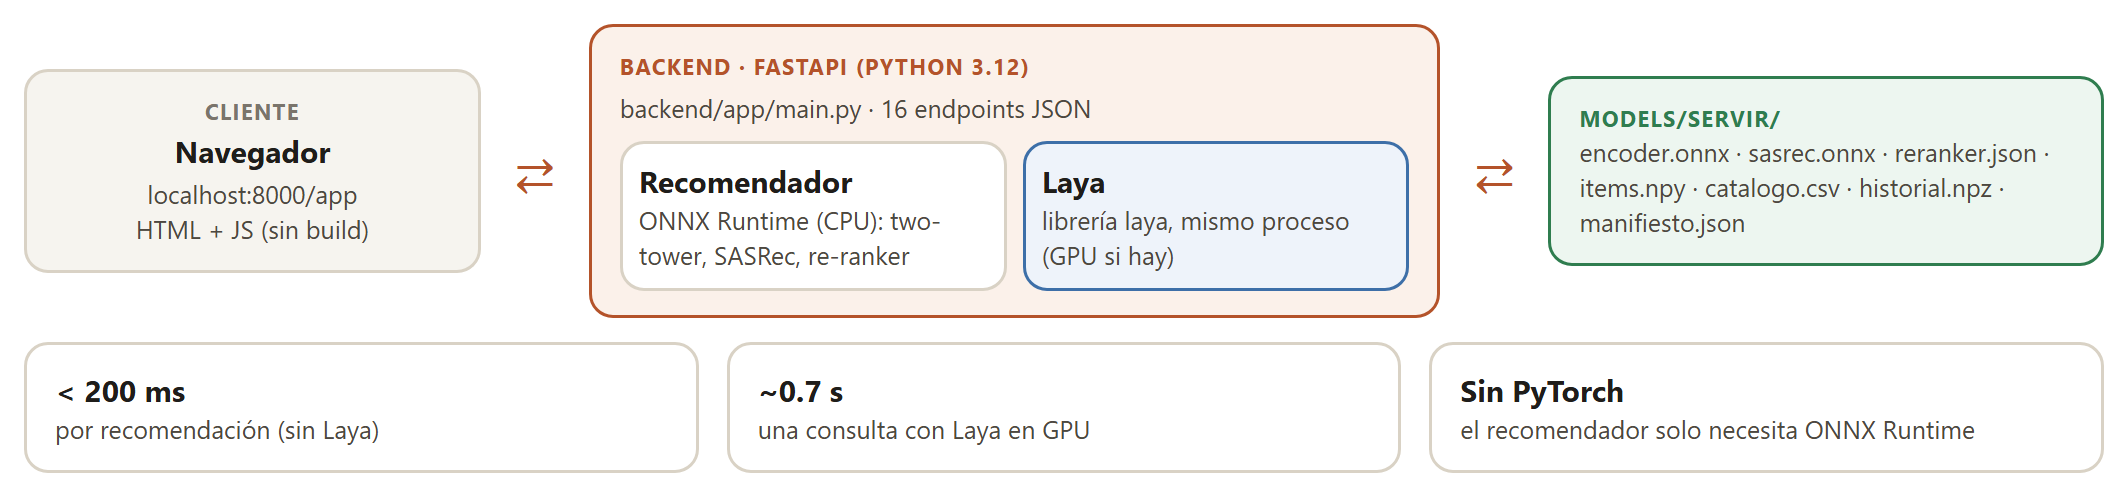 CLIENTE
Navegador
localhost:8000/app
HTML + JS (sin build)
⇄
BACKEND · FASTAPI (PYTHON 3.12)
backend/app/main.py · 16 endpoints JSON
Recomendador
ONNX Runtime (CPU): two-
tower, SASRec, re-ranker
Laya
librería laya, mismo proceso
(GPU si hay)
⇄
MODELS/SERVIR/
encoder.onnx · sasrec.onnx · reranker.json ·
items.npy · catalogo.csv · historial.npz ·
manifiesto.json
< 200 ms
por recomendación (sin Laya)
~0.7 s
una consulta con Laya en GPU
Sin PyTorch
el recomendador solo necesita ONNX Runtime